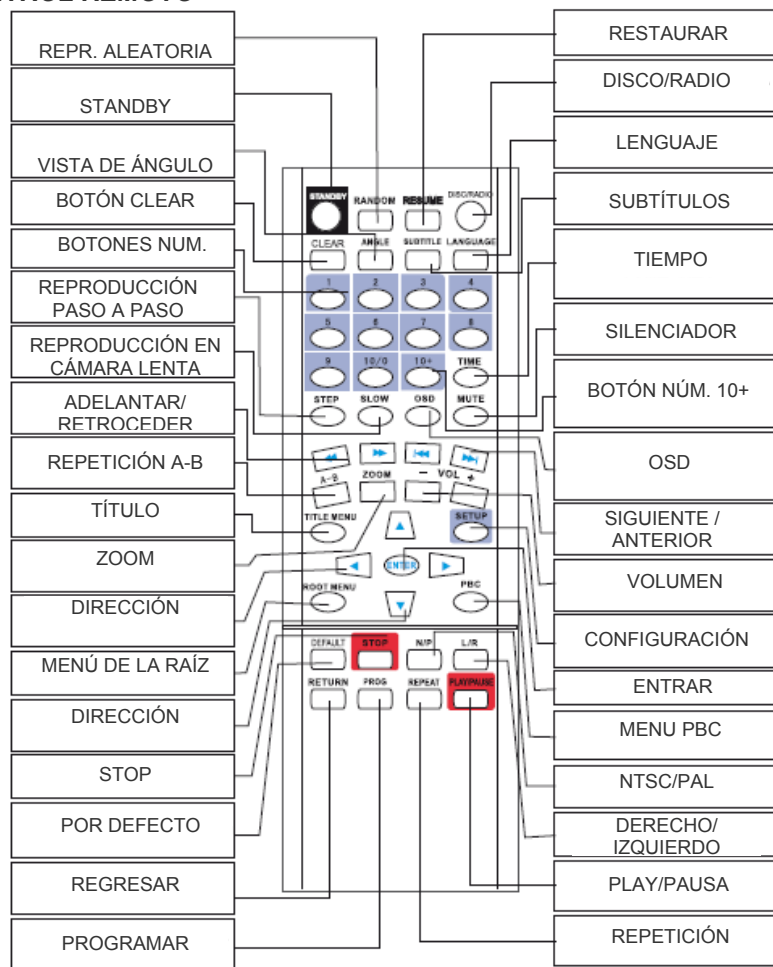 REPR. ALEATORIA
STANDBY
VISTA DE ÁNGULO
BOTÓN CLEAR
BOTONES NUM.
REPRODUCCIÓN
PASO A PASO
REPRODUCCIÓN EN
CÁMARA LENTA
ADELANTAR/
RETROCEDER
REPETICIÓN A-B
TÍTULO
ZOOM
DIRECCIÓN
MENÚ DE LA RAÍZ
DIRECCIÓN
STOP
POR DEFECTO
REGRESAR
PROGRAMAR
STANDBY RANDOM RESUME DISC/RADIO
CLEAR ANGLE SUBTITLE LANGUAGE
1 2 3 4
5 6 7 8
9 10/0 10+ TIME
STEP SLOW OSD MUTE
A-B ZOOM - VOL +
TITLE MENU SETUP
ENTER
ROOT MENU PBC
DEFAULT STOP N/P L/R
RETURN PROG REPEAT PLAY/PAUSE
RESTAURAR
DISCO/RADIO
LENGUAJE
SUBTÍTULOS
TIEMPO
SILENCIADOR
BOTÓN NÚM. 10+
OSD
SIGUIENTE /
ANTERIOR
VOLUMEN
CONFIGURACIÓN
ENTRAR
MENU PBC
NTSC/PAL
DERECHO/
IZQUIERDO
PLAY/PAUSA
REPETICIÓN